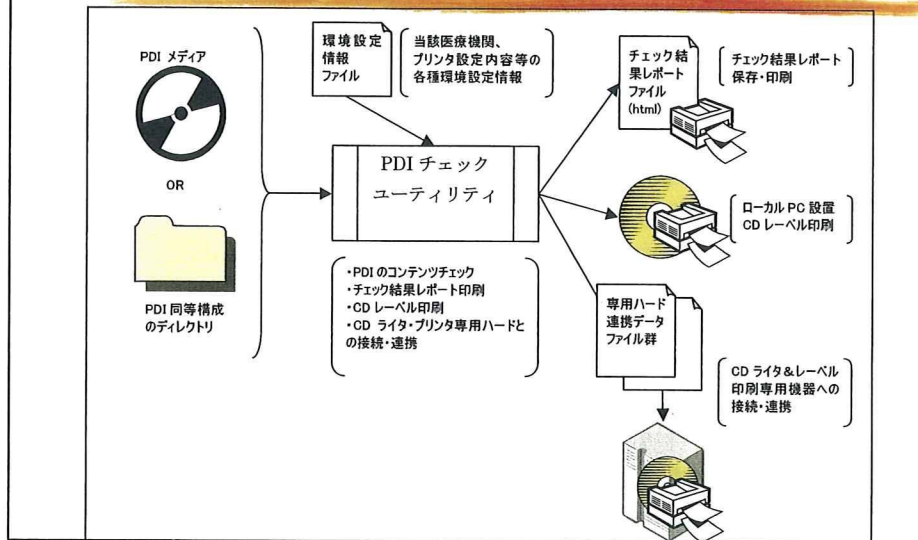 PDI メディア
OR
PDI 同等構成
のディレクトリ
環境設定
情報
ファイル
当該医療機関、
プリンタ設定内容等の
各種環境設定情報
PDI チェック
ユーティリティ
・PDI のコンテンツチェック
・チェック結果レポート印刷
・CD レーベル印刷
・CD ライタ・プリンタ専用ハードと
の接続・連携
チェック結
果レポート
ファイル
(html)
チェック結果レポート
保存・印刷
ローカル PC 設置
CD レーベル印刷
専用ハード
連携データ
ファイル群
CD ライタ&レーベル
印刷専用機器への
接続・連携